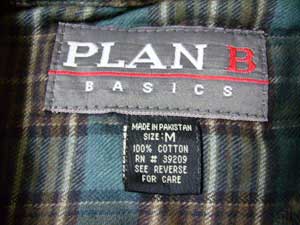 PLAN B
BASICS
MADE IN PAKISTAN
SIZE: M
100% COTTON
RN # 39209
SEE REVERSE
FOR CARE